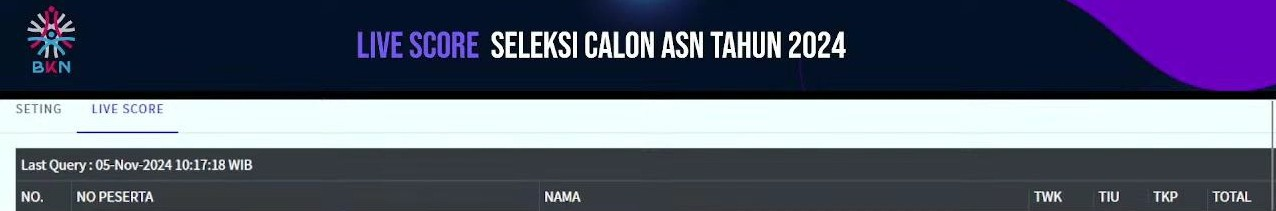 BKN
LIVE SCORE SELEKSI CALON ASN TAHUN 2024
SETING LIVE SCORE
Last Query : 05-Nov-2024 10:17:18 WIB
NO. NO PESERTA NAMA TWK TIU TKP TOTAL